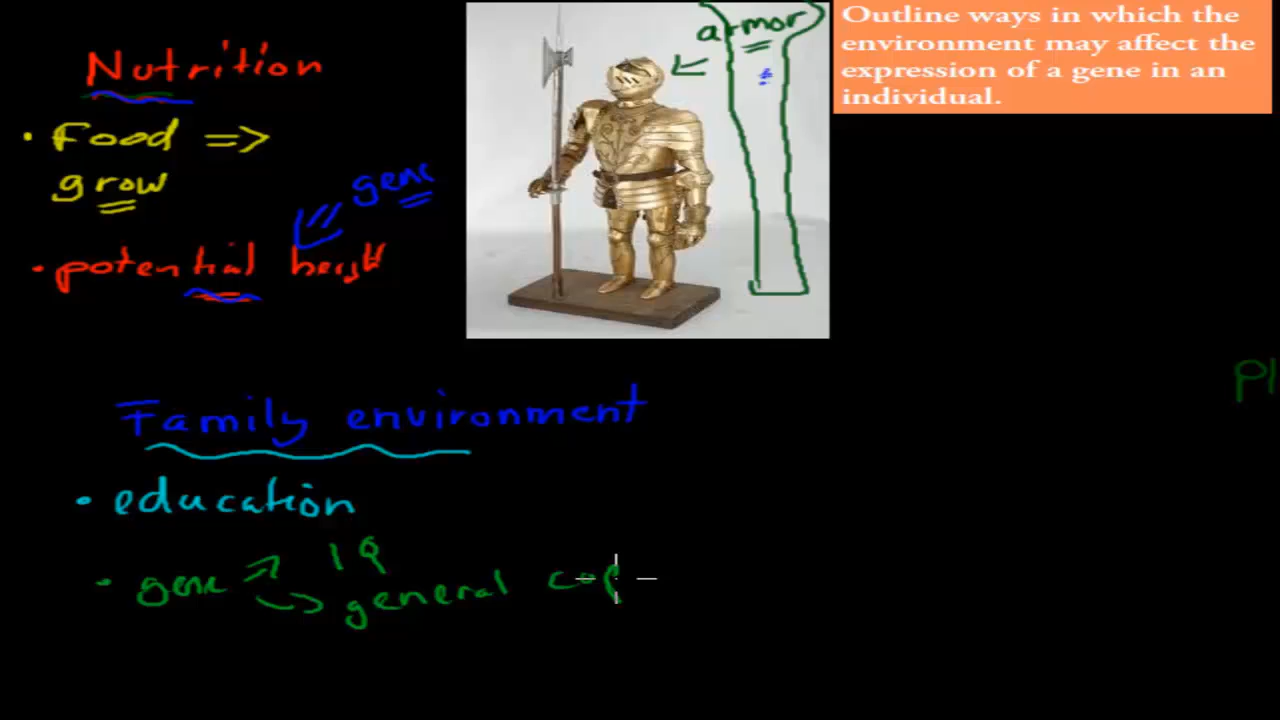 Nutrition
• Food =>
grow
gene
• potential height
armor
Outline ways in which the
environment may affect the
expression of a gene in an
individual.
Family environment
• education
• gene IQ
general